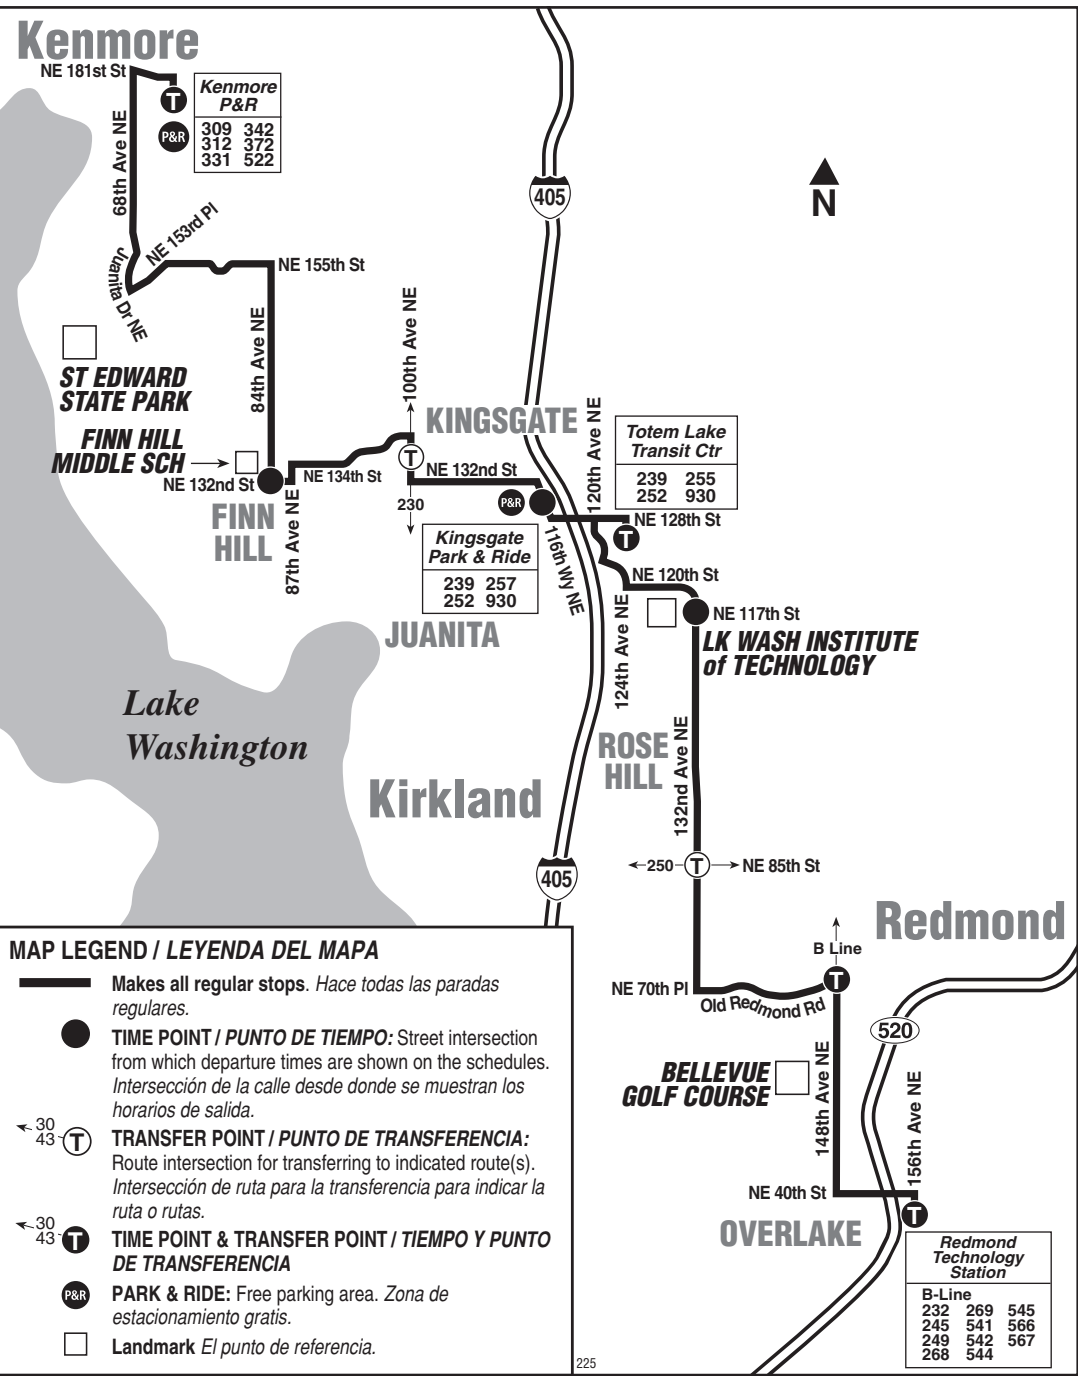 Kenmore
NE 181st St
T
P&R
Kenmore
P&R
309 342
312 372
331 522
68th Ave NE
405
N
NE 153rd Pl
Juanita Dr NE
NE 155th St
84th Ave NE
100th Ave NE
ST EDWARD
STATE PARK
FINN HILL
MIDDLE SCH
NE 132nd St
FINN
HILL
87th Ave NE
NE 134th St
T
230
KINGSGATE
NE 132nd St
P&R
120th Ave NE
Totem Lake
Transit Ctr
239 255
252 930
NE 128th St
T
116th Wy NE
Kingsgate
Park & Ride
239 257
252 930
JUANITA
NE 120th St
124th Ave NE
NE 117th St
LK WASH INSTITUTE
of TECHNOLOGY
Lake
Washington
ROSE
HILL
132nd Ave NE
Kirkland
250
T
NE 85th St
405
Redmond
B Line
T
NE 70th Pl
Old Redmond Rd
520
BELLEVUE
GOLF COURSE
148th Ave NE
156th Ave NE
NE 40th St
T
OVERLAKE
Redmond
Technology
Station
B-Line
232 269 545
245 541 566
249 542 567
268 544
MAP LEGEND / LEYENDA DEL MAPA
Makes all regular stops. Hace todas las paradas
regulares.
TIME POINT / PUNTO DE TIEMPO: Street intersection
from which departure times are shown on the schedules.
Intersección de la calle desde donde se muestran los
horarios de salida.
30
43
T
TRANSFER POINT / PUNTO DE TRANSFERENCIA:
Route intersection for transferring to indicated route(s).
Intersección de ruta para la transferencia para indicar la
ruta o rutas.
30
43
T
TIME POINT & TRANSFER POINT / TIEMPO Y PUNTO
DE TRANSFERENCIA
P&R
PARK & RIDE: Free parking area. Zona de
estacionamiento gratis.
Landmark El punto de referencia.
225